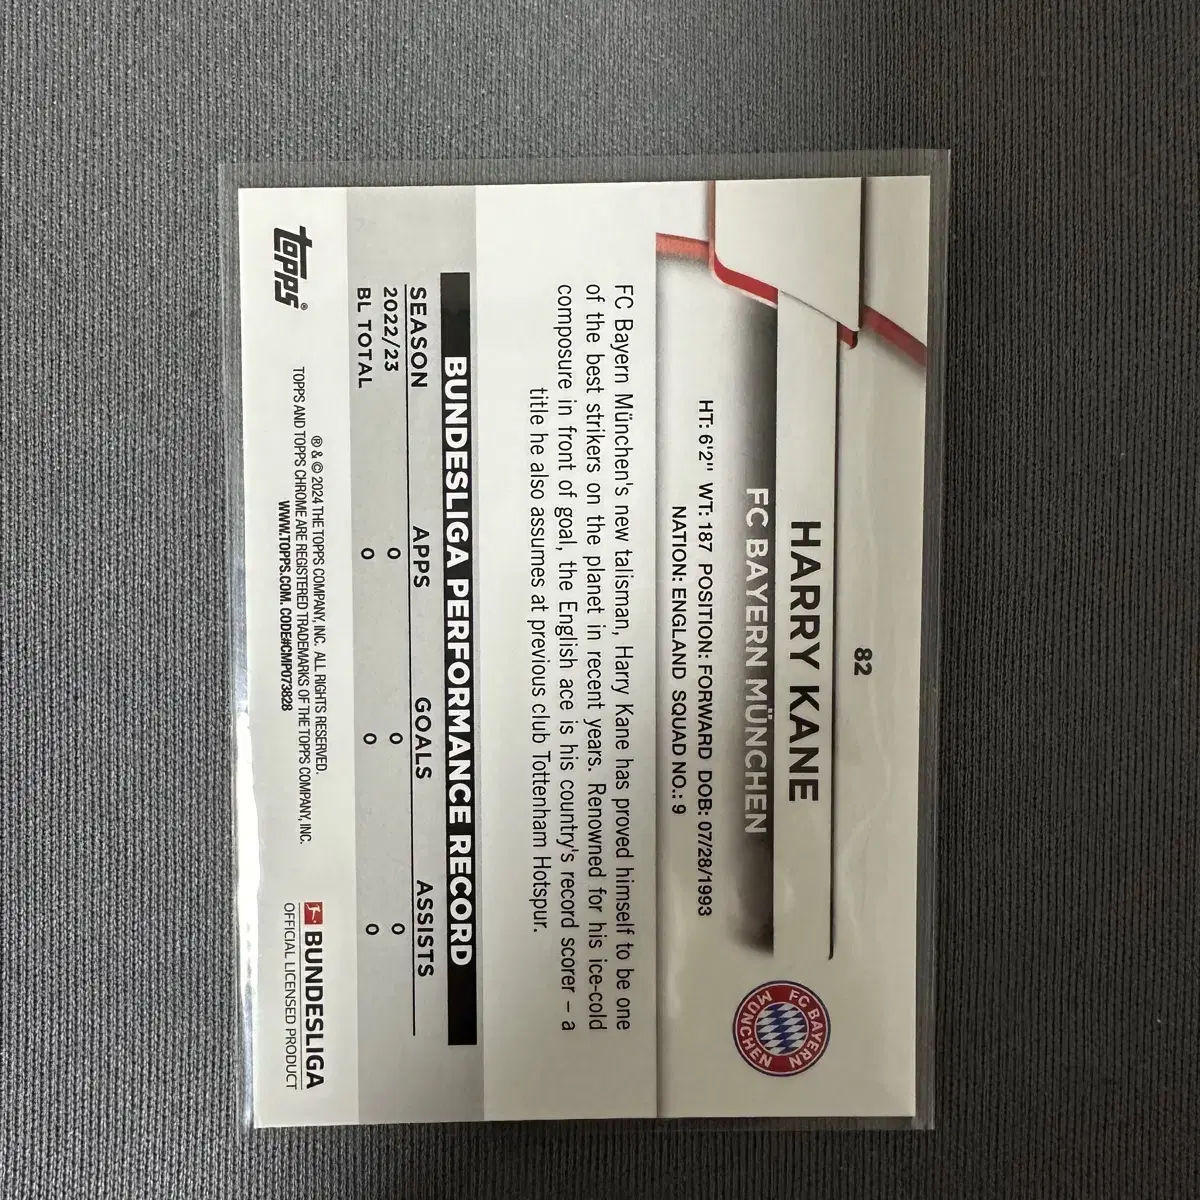 82
HARRY KANE
FC BAYERN MÜNCHEN
HT: 6'2" WT: 187 POSITION: FORWARD DOB: 07/28/1993
NATION: ENGLAND SQUAD NO.: 9
FC BAYERN
MÜNCHEN
FC Bayern München's new talisman, Harry Kane has proved himself to be one
of the best strikers on the planet in recent years. Renowned for his ice-cold
composure in front of goal, the English ace is his country's record scorer – a
title he also assumes at previous club Tottenham Hotspur.
BUNDESLIGA PERFORMANCE RECORD
SEASON APPS GOALS ASSISTS
2022/23 0 0 0
BL TOTAL 0 0 0
topps®
® & © 2024 THE TOPPS COMPANY, INC. ALL RIGHTS RESERVED.
TOPPS AND TOPPS CHROME ARE REGISTERED TRADEMARKS OF THE TOPPS COMPANY, INC.
WWW.TOPPS.COM. CODE#CMP073828
BUNDESLIGA
OFFICIAL LICENSED PRODUCT